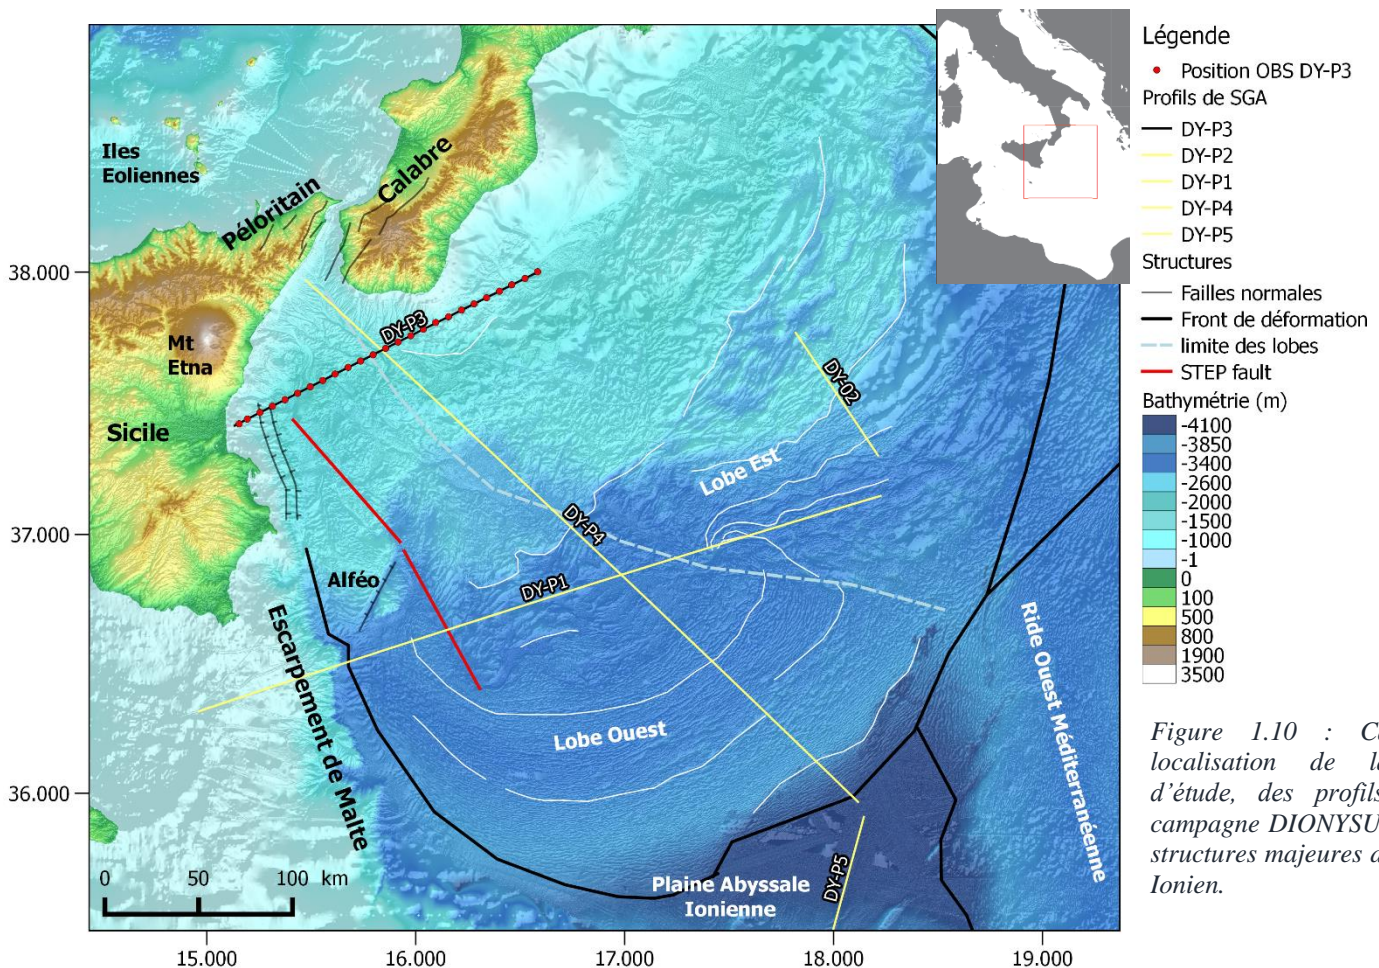 Iles
Eoliennes
Péloritain
Calabre
38.000
DY-P3
Mt
Etna
DY-02
Sicile
Lobe Est
DY-P4
37.000
Alféo
DY-P1
Escarpement de Malte
Ride Ouest Méditerranéenne
Lobe Ouest
36.000
DY-P5
Plaine Abyssale
Ionienne
0 50 100 km
15.000 16.000 17.000 18.000 19.000
Légende
Position OBS DY-P3
Profils de SGA
DY-P3
DY-P2
DY-P1
DY-P4
DY-P5
Structures
Failles normales
Front de déformation
limite des lobes
STEP fault
Bathymétrie (m)
-4100
-3850
-3400
-2600
-2000
-1500
-1000
-1
0
100
500
800
1900
3500
Figure 1.10 : Ca
localisation de la
d'étude, des profils
campagne DIONYSU
structures majeures d
Ionien.